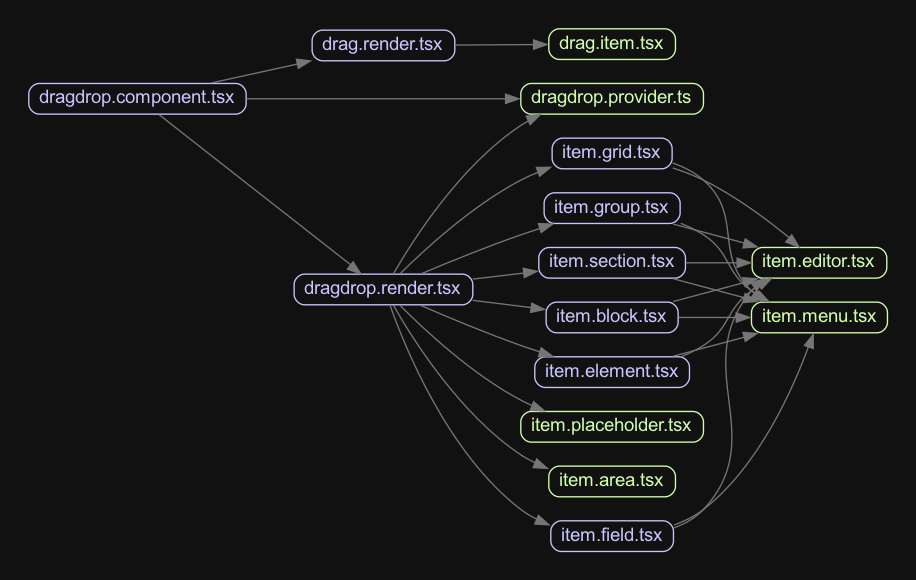 drag.render.tsx
drag.item.tsx
dragdrop.component.tsx
dragdrop.provider.ts
item.grid.tsx
item.group.tsx
item.section.tsx
item.editor.tsx
dragdrop.render.tsx
item.block.tsx
item.menu.tsx
item.element.tsx
item.placeholder.tsx
item.area.tsx
item.field.tsx